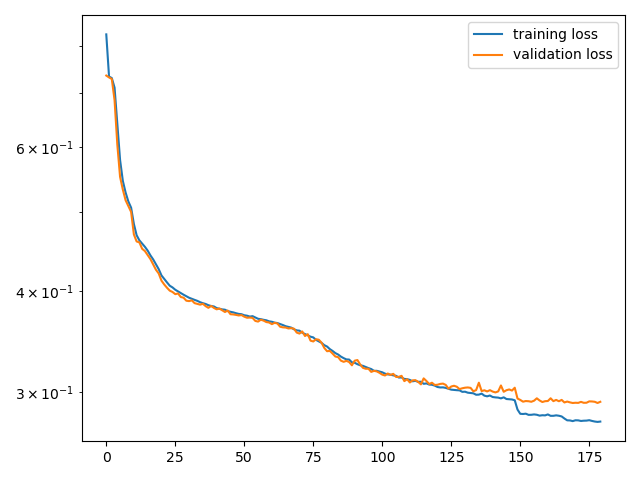 training loss
validation loss
6 × 10⁻¹
4 × 10⁻¹
3 × 10⁻¹
0 25 50 75 100 125 150 175